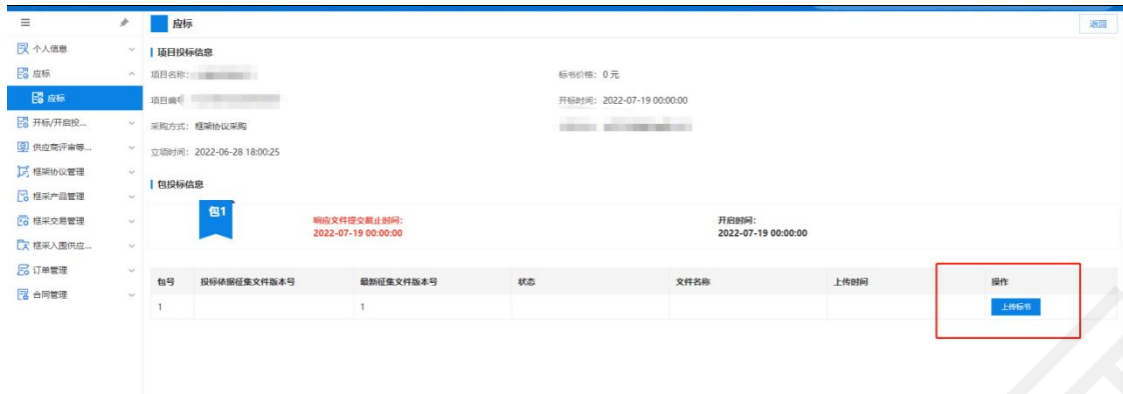 应标
返回
个人信息
项目投标信息
应标
项目名称:
标书价格: 0 元
应标
项目编号
开标时间: 2022-07-19 00:00:00
开标/开启投...
采购方式: 框架协议采购
供应商评审等...
立项时间: 2022-06-28 18:00:25
框架协议管理
包投标信息
框采产品管理
框采交易管理
包1
响应文件提交截止时间:
开启时间:
2022-07-19 00:00:00
2022-07-19 00:00:00
框采入围供应...
订单管理
包号 投标依据征集文件版本号 最新征集文件版本号 状态 文件名称 上传时间 操作
合同管理
1 1 上传标书